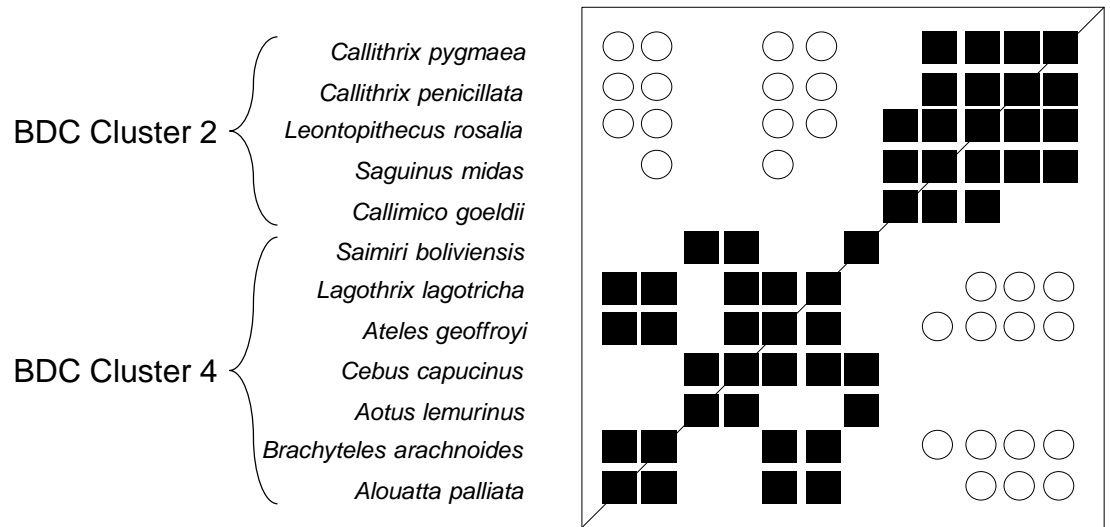 Callithrix pygmaea
Callithrix penicillata
BDC Cluster 2
Leontopithecus rosalia
Saguinus midas
Callimico goeldii
Saimiri boliviensis
Lagothrix lagotricha
Ateles geoffroyi
BDC Cluster 4
Cebus capucinus
Aotus lemurinus
Brachyteles arachnoides
Alouatta palliata